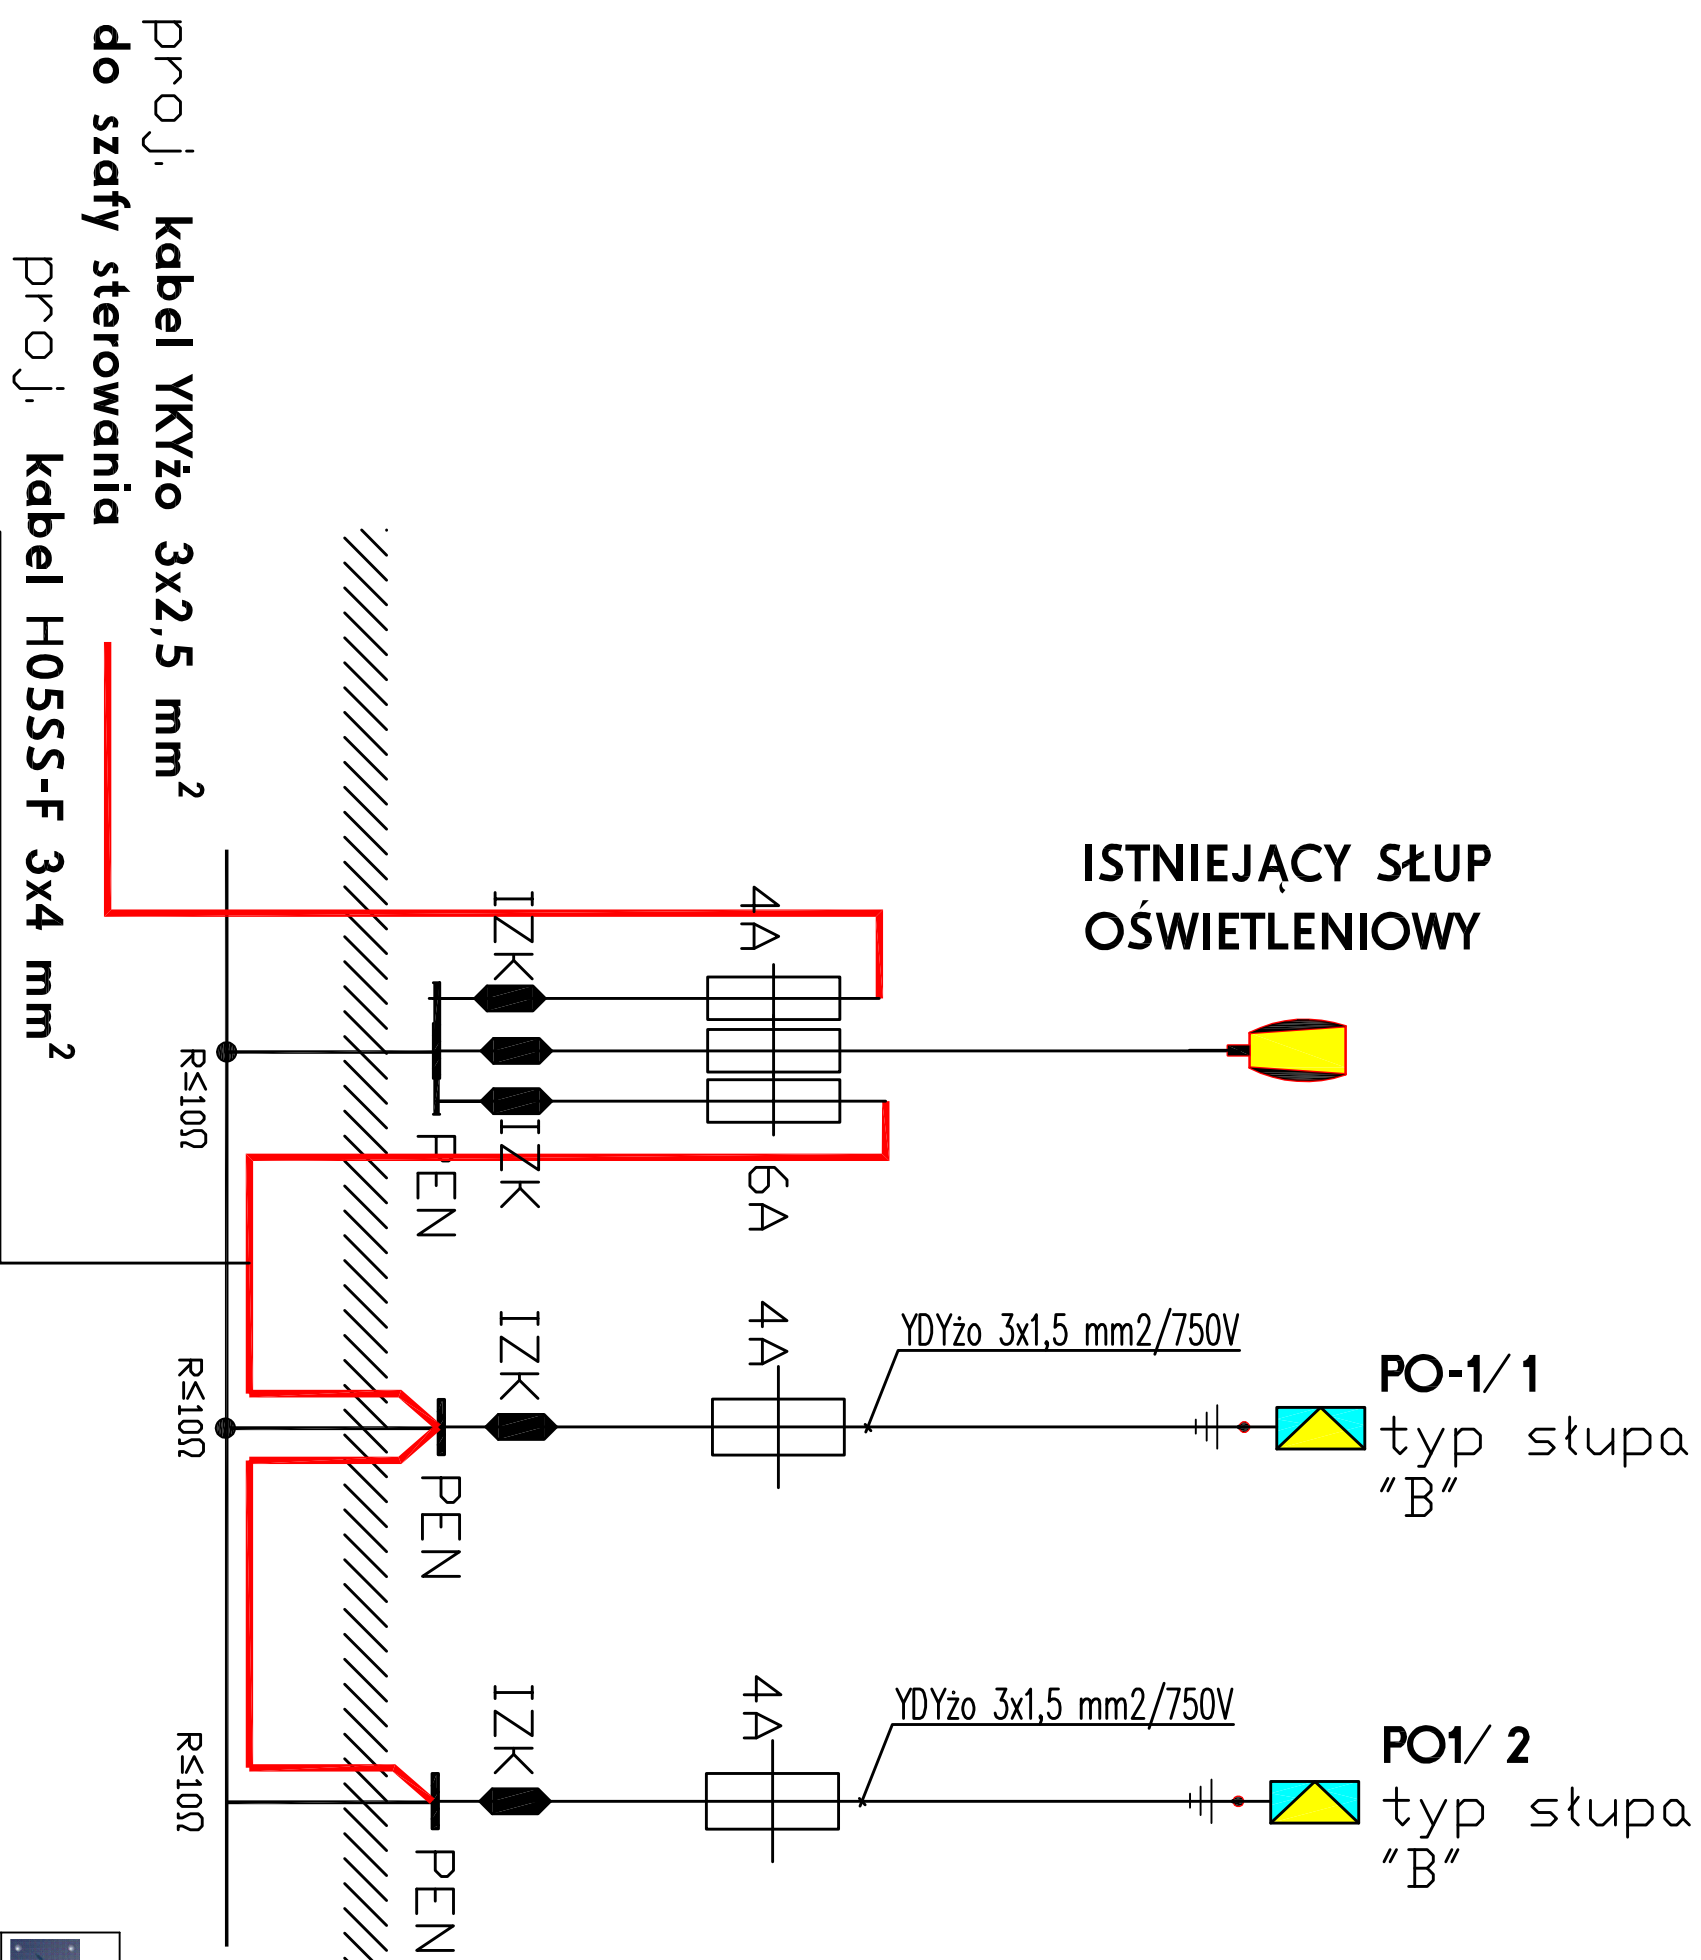 proj. kabel YKYżo 3x2,5 mm²
do szafy sterowania
proj. kabel H05SS-F 3x4 mm²
ISTNIEJĄCY SŁUP
OŚWIETLENIOWY
IZK
4A
R≤10Ω
PEN
IZK
6A
IZK
4A
YDYżo 3x1,5 mm2/750V
PO-1/ 1
typ słupa
"B"
R≤10Ω
PEN
IZK
4A
YDYżo 3x1,5 mm2/750V
PO1/ 2
typ słupa
"B"
R≤10Ω
PEN